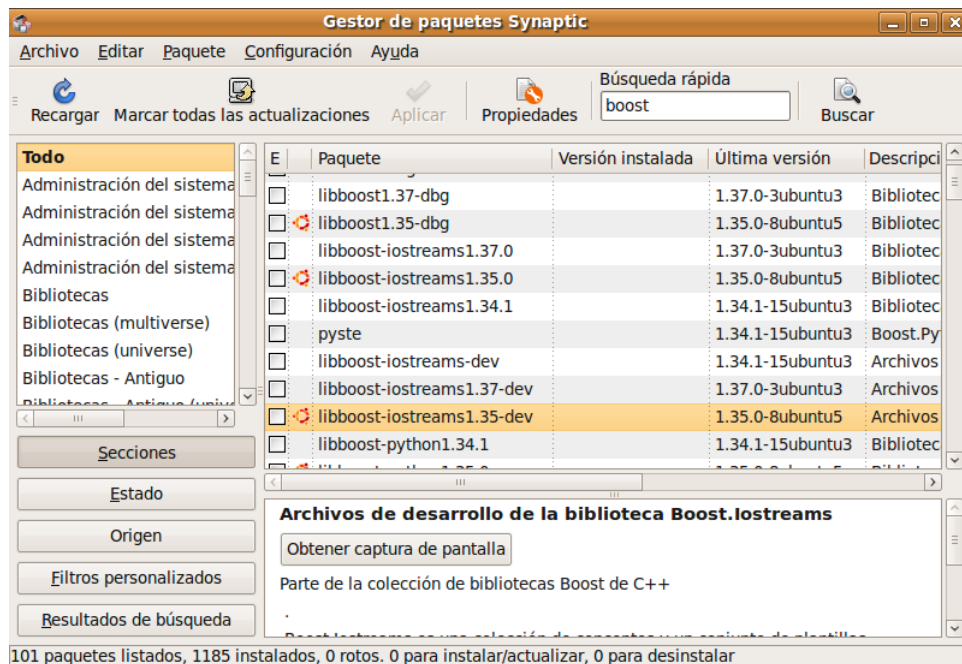 Gestor de paquetes Synaptic
Archivo Editar Paquete Configuración Ayuda
Búsqueda rápida
Recargar Marcar todas las actualizaciones Aplicar Propiedades boost Buscar
Todo
Administración del sistema
Administración del sistema
Administración del sistema
Administración del sistema
Bibliotecas
Bibliotecas (multiverse)
Bibliotecas (universe)
Bibliotecas - Antiguo
Secciones
Estado
Origen
Filtros personalizados
Resultados de búsqueda
E Paquete Versión instalada Última versión Descripci
libboost1.37-dbg 1.37.0-3ubuntu3 Bibliotec
libboost1.35-dbg 1.35.0-8ubuntu5 Bibliotec
libboost-iostreams1.37.0 1.37.0-3ubuntu3 Bibliotec
libboost-iostreams1.35.0 1.35.0-8ubuntu5 Bibliotec
libboost-iostreams1.34.1 1.34.1-15ubuntu3 Bibliotec
pyste 1.34.1-15ubuntu3 Boost.Py
libboost-iostreams-dev 1.34.1-15ubuntu3 Archivos
libboost-iostreams1.37-dev 1.37.0-3ubuntu3 Archivos
libboost-iostreams1.35-dev 1.35.0-8ubuntu5 Archivos
libboost-python1.34.1 1.34.1-15ubuntu3 Bibliotec
Archivos de desarrollo de la biblioteca Boost.Iostreams
Obtener captura de pantalla
Parte de la colección de bibliotecas Boost de C++
.
101 paquetes listados, 1185 instalados, 0 rotos. 0 para instalar/actualizar, 0 para desinstalar